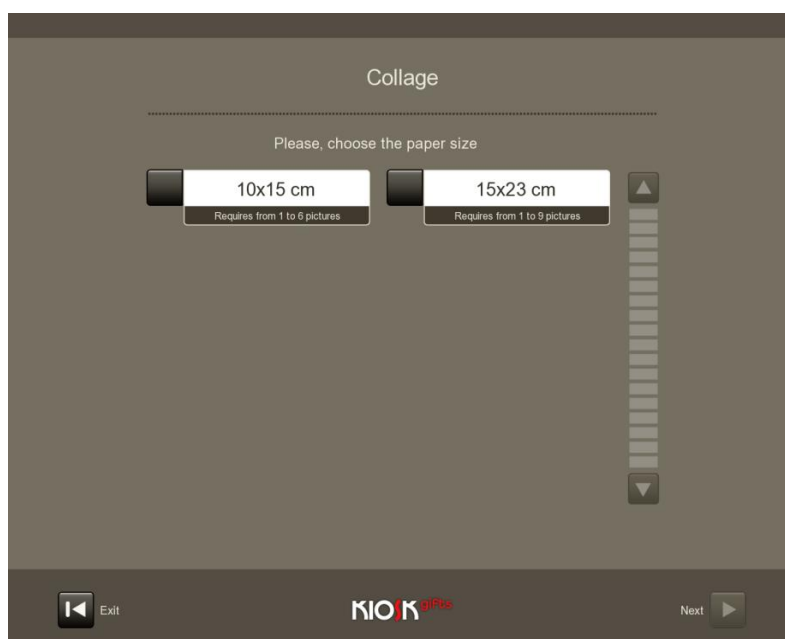 Collage
Please, choose the paper size
10x15 cm
Requires from 1 to 6 pictures
15x23 cm
Requires from 1 to 9 pictures
Exit
KIOSK gifts
Next